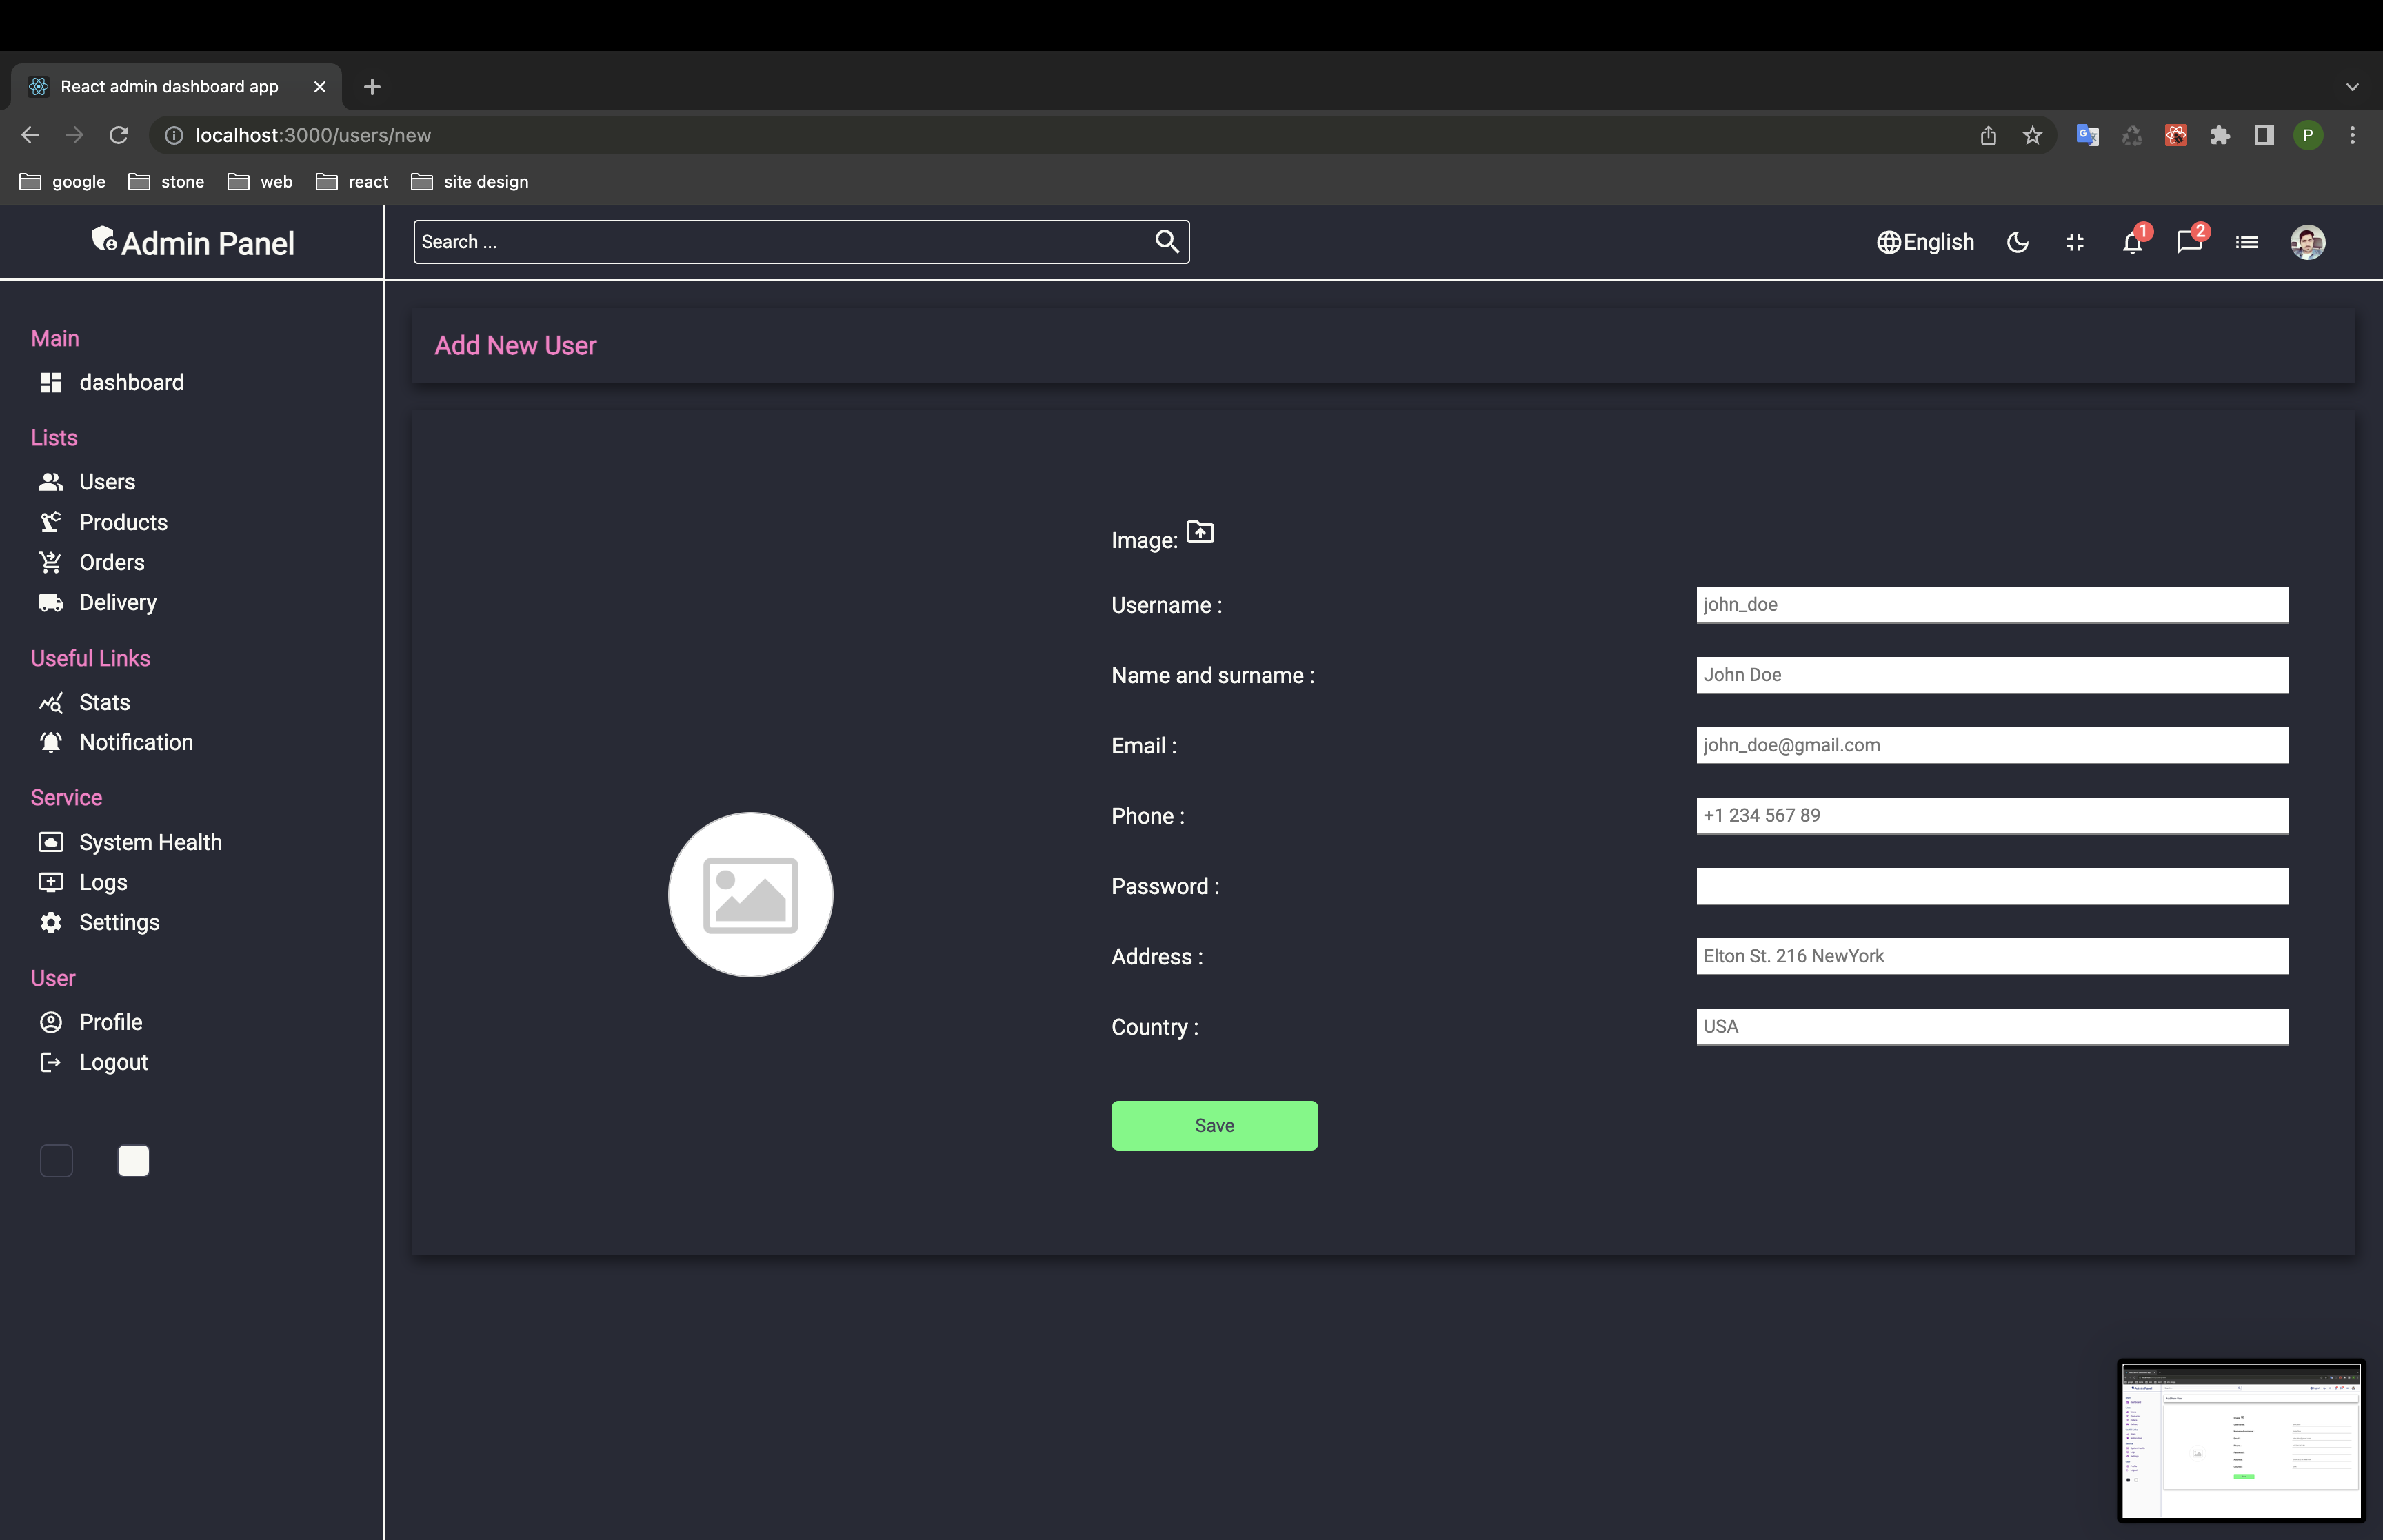 React admin dashboard app
localhost:3000/users/new
P
google stone web react site design
Admin Panel
Search ...
English
1
2
Main
dashboard
Lists
Users
Products
Orders
Delivery
Useful Links
Stats
Notification
Service
System Health
Logs
Settings
User
Profile
Logout
Add New User
Image:
Username :
john_doe
Name and surname :
John Doe
Email :
john_doe@gmail.com
Phone :
+1 234 567 89
Password :
Address :
Elton St. 216 NewYork
Country :
USA
Save